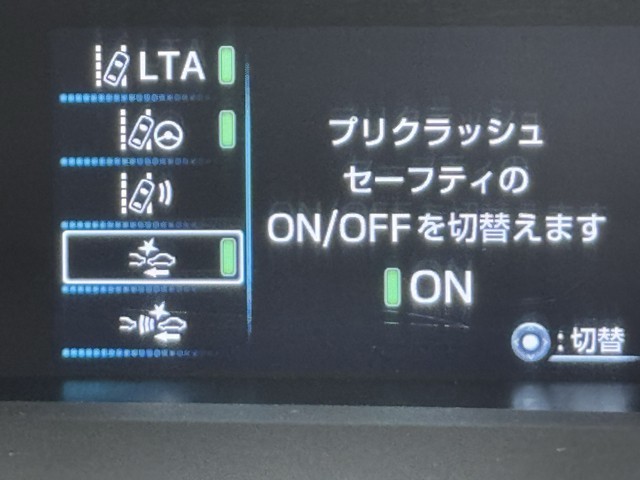 LTA
プリクラッシュ
セーフティの
ON/OFFを切替えます
ON
:切替